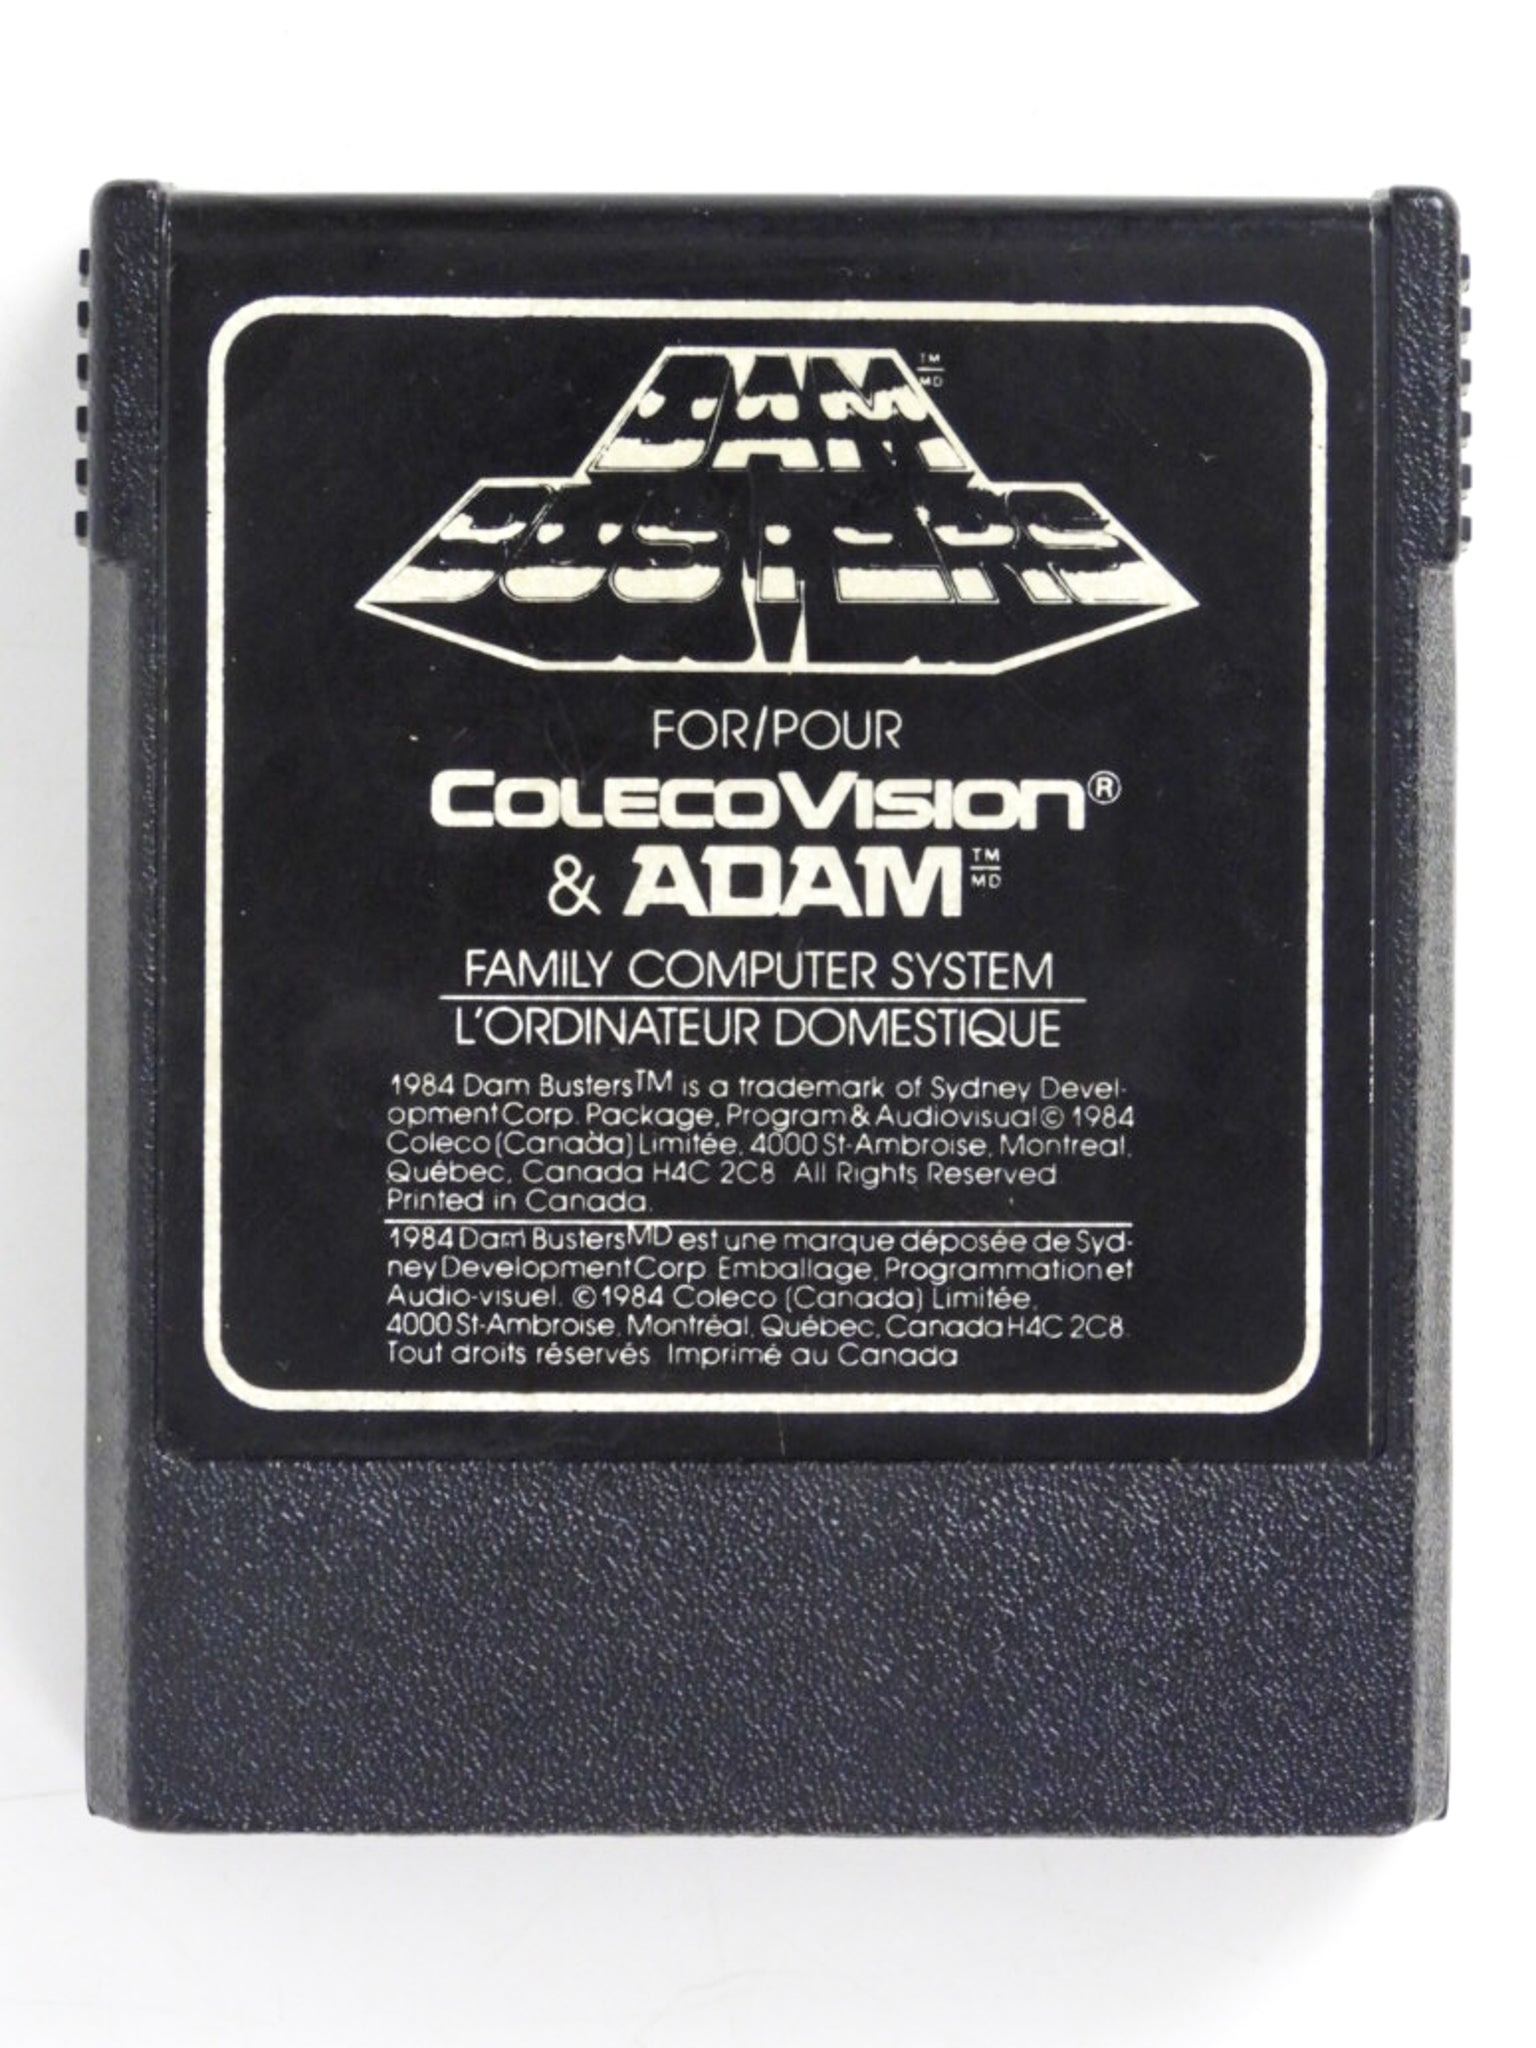 DAM
TM
MD
BUSTERS
FOR/POUR
COLECOVISION®
& ADAM TM
MD
FAMILY COMPUTER SYSTEM
L'ORDINATEUR DOMESTIQUE
1984 Dam Busters™ is a trademark of Sydney Devel-
opment Corp. Package, Program & Audiovisual © 1984
Coleco (Canada) Limitée, 4000 St-Ambroise, Montreal,
Québec, Canada H4C 2C8 All Rights Reserved
Printed in Canada.
1984 Dam Busters MD est une marque déposée de Syd-
ney Development Corp Emballage, Programmation et
Audio-visuel, © 1984 Coleco (Canada) Limitée,
4000 St-Ambroise, Montréal, Québec, Canada H4C 2C8
Tout droits réservés Imprimé au Canada